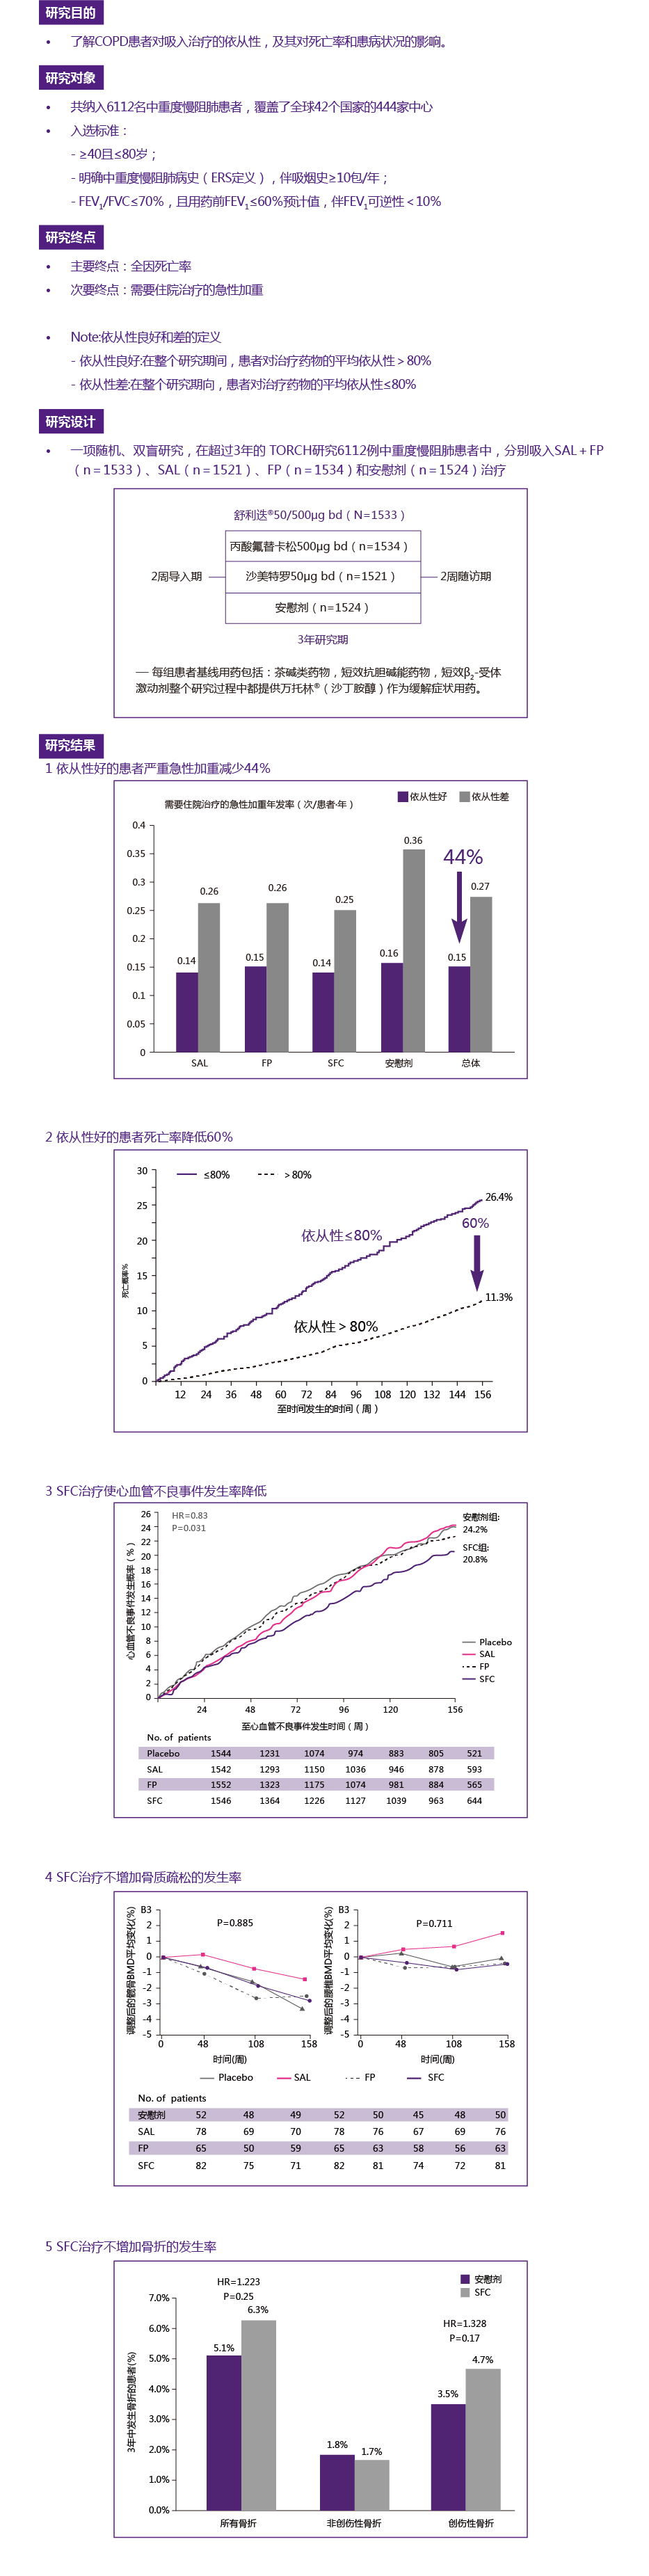 研究目的
• 了解COPD患者对吸入治疗的依从性，及其对死亡率和患病状况的影响。
研究对象
• 共纳入6112名中重度慢阻肺患者，覆盖了全球42个国家的444家中心
• 入选标准：
- ≥40且≤80岁；
- 明确中重度慢阻肺病史（ERS定义），伴吸烟史≥10包/年；
- FEV1/FVC≤70%，且用药前FEV1≤60%预计值，伴FEV1可逆性＜10%
研究终点
• 主要终点：全因死亡率
• 次要终点：需要住院治疗的急性加重
• Note:依从性良好和差的定义
- 依从性良好:在整个研究期间，患者对治疗药物的平均依从性＞80%
- 依从性差:在整个研究期向，患者对治疗药物的平均依从性≤80%
研究设计
• 一项随机、双盲研究，在超过3年的 TORCH研究6112例中重度慢阻肺患者中，分别吸入SAL＋FP
（n＝1533）、SAL（n＝1521）、FP（n＝1534）和安慰剂（n＝1524）治疗
舒利迭®50/500μg bd（N=1533）
丙酸氟替卡松500μg bd（n=1534）
2周导入期 沙美特罗50μg bd（n=1521） 2周随访期
安慰剂（n=1524）
3年研究期
— 每组患者基线用药包括：茶碱类药物，短效抗胆碱能药物，短效β2-受体
激动剂整个研究过程中都提供万托林®（沙丁胺醇）作为缓解症状用药。
研究结果
1 依从性好的患者严重急性加重减少44%
依从性好 依从性差
需要住院治疗的急性加重年发率（次/患者·年）
0.4
0.35
0.3
0.25
0.2
0.15
0.1
0.05
0
0.14 0.26 0.15 0.26 0.14 0.25 0.16 0.36 0.15 0.27
44%
SAL FP SFC 安慰剂 总体
2 依从性好的患者死亡率降低60%
≤80% ＞80%
死亡概率%
30
25
20
15
10
5
0
26.4%
60%
依从性≤80%
11.3%
依从性＞80%
12 24 36 48 60 72 84 96 108 120 132 144 156
至时间发生的时间（周）
3 SFC治疗使心血管不良事件发生率降低
HR=0.83
P=0.031
心血管不良事件发生概率（%）
26
24
22
20
18
16
14
12
10
8
6
4
2
0
安慰剂组:
24.2%
SFC组:
20.8%
Placebo
SAL
FP
SFC
24 48 72 96 120 156
至心血管不良事件发生时间（周）
No. of patients
Placebo 1544 1231 1074 974 883 805 521
SAL 1542 1293 1150 1036 946 878 593
FP 1552 1323 1175 1074 981 884 565
SFC 1546 1364 1226 1127 1039 963 644
4 SFC治疗不增加骨质疏松的发生率
调整后的髋骨BMD平均变化(%)
B3
2
1
0
-1
-2
-3
-4
-5
P=0.885
0 48 108 158
时间(周)
调整后的腰椎BMD平均变化(%)
B3
2
1
0
-1
-2
-3
-4
-5
P=0.711
0 48 108 158
时间(周)
Placebo SAL FP SFC
No. of patients
安慰剂 52 48 49 52 50 45 48 50
SAL 78 69 70 78 76 67 69 76
FP 65 50 59 65 63 58 56 63
SFC 82 75 71 82 81 74 72 81
5 SFC治疗不增加骨折的发生率
安慰剂
SFC
3年中发生骨折的患者(%)
7.0%
6.0%
5.0%
4.0%
3.0%
2.0%
1.0%
0.0%
HR=1.223
P=0.25
5.1% 6.3%
1.8% 1.7%
HR=1.328
P=0.17
3.5% 4.7%
所有骨折 非创伤性骨折 创伤性骨折